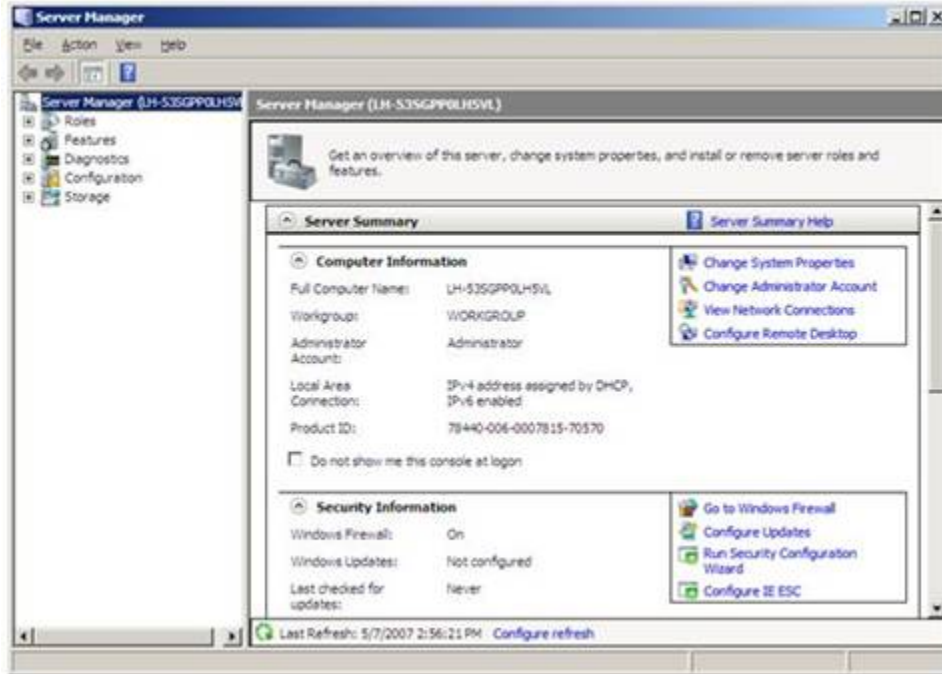 Server Manager
File Action View Help
Server Manager (LH-53SGPP0LH5V
Roles
Features
Diagnostics
Configuration
Storage
Server Manager (LH-53SGPP0LH5VL)
Get an overview of this server, change system properties, and install or remove server roles and
features.
Server Summary
Server Summary Help
Computer Information
Full Computer Name: LH-53SGPP0LH5VL
Workgroup: WORKGROUP
Administrator
Account: Administrator
Local Area
Connection: IPv4 address assigned by DHCP,
IPv6 enabled
Product ID: 78440-006-0007815-70570
Do not show me this console at logon
Change System Properties
Change Administrator Account
View Network Connections
Configure Remote Desktop
Security Information
Windows Firewall: On
Windows Updates: Not configured
Last checked for
updates: Never
Go to Windows Firewall
Configure Updates
Run Security Configuration
Wizard
Configure IE ESC
Last Refresh: 5/7/2007 2:56:21 PM Configure refresh